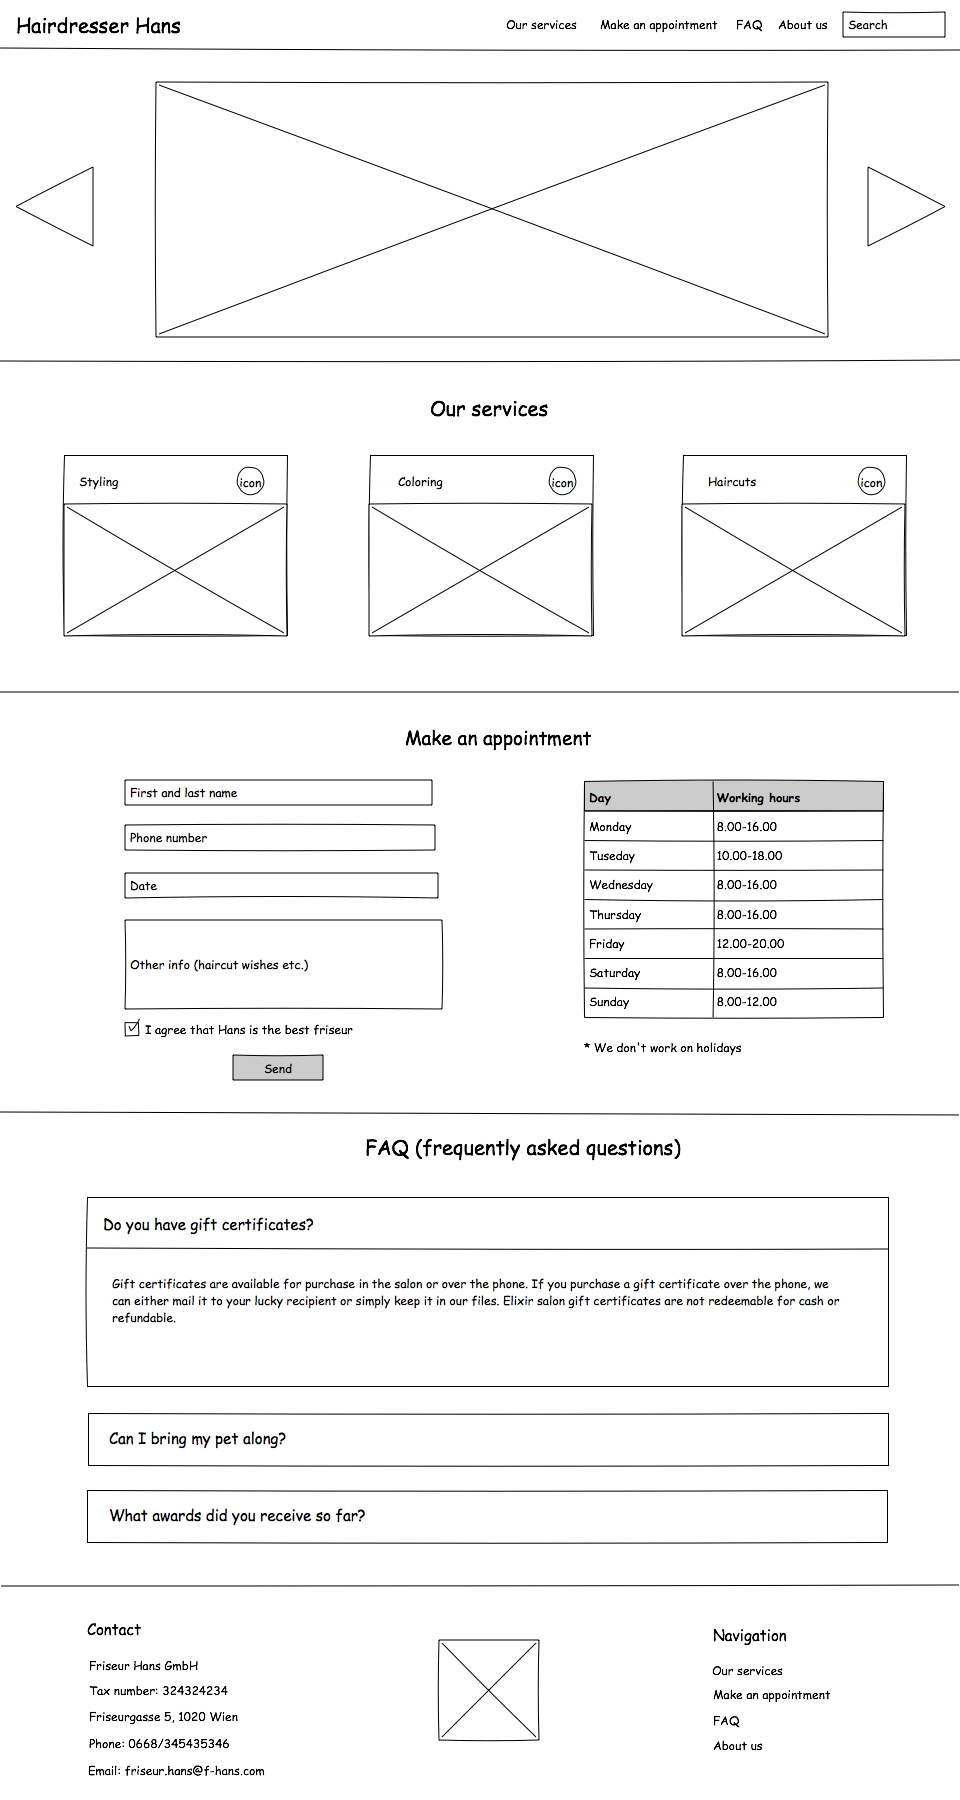 Hairdresser Hans
Our services Make an appointment FAQ About us Search
Our services
Styling icon
Coloring icon
Haircuts icon
Make an appointment
First and last name
Phone number
Date
Other info (haircut wishes etc.)
I agree that Hans is the best friseur
Send
Day Working hours
Monday 8.00-16.00
Tuseday 10.00-18.00
Wednesday 8.00-16.00
Thursday 8.00-16.00
Friday 12.00-20.00
Saturday 8.00-16.00
Sunday 8.00-12.00
* We don't work on holidays
FAQ (frequently asked questions)
Do you have gift certificates?
Gift certificates are available for purchase in the salon or over the phone. If you purchase a gift certificate over the phone, we
can either mail it to your lucky recipient or simply keep it in our files. Elixir salon gift certificates are not redeemable for cash or
refundable.
Can I bring my pet along?
What awards did you receive so far?
Contact
Friseur Hans GmbH
Tax number: 324324234
Friseurgasse 5, 1020 Wien
Phone: 0668/345435346
Email: friseur.hans@f-hans.com
Navigation
Our services
Make an appointment
FAQ
About us